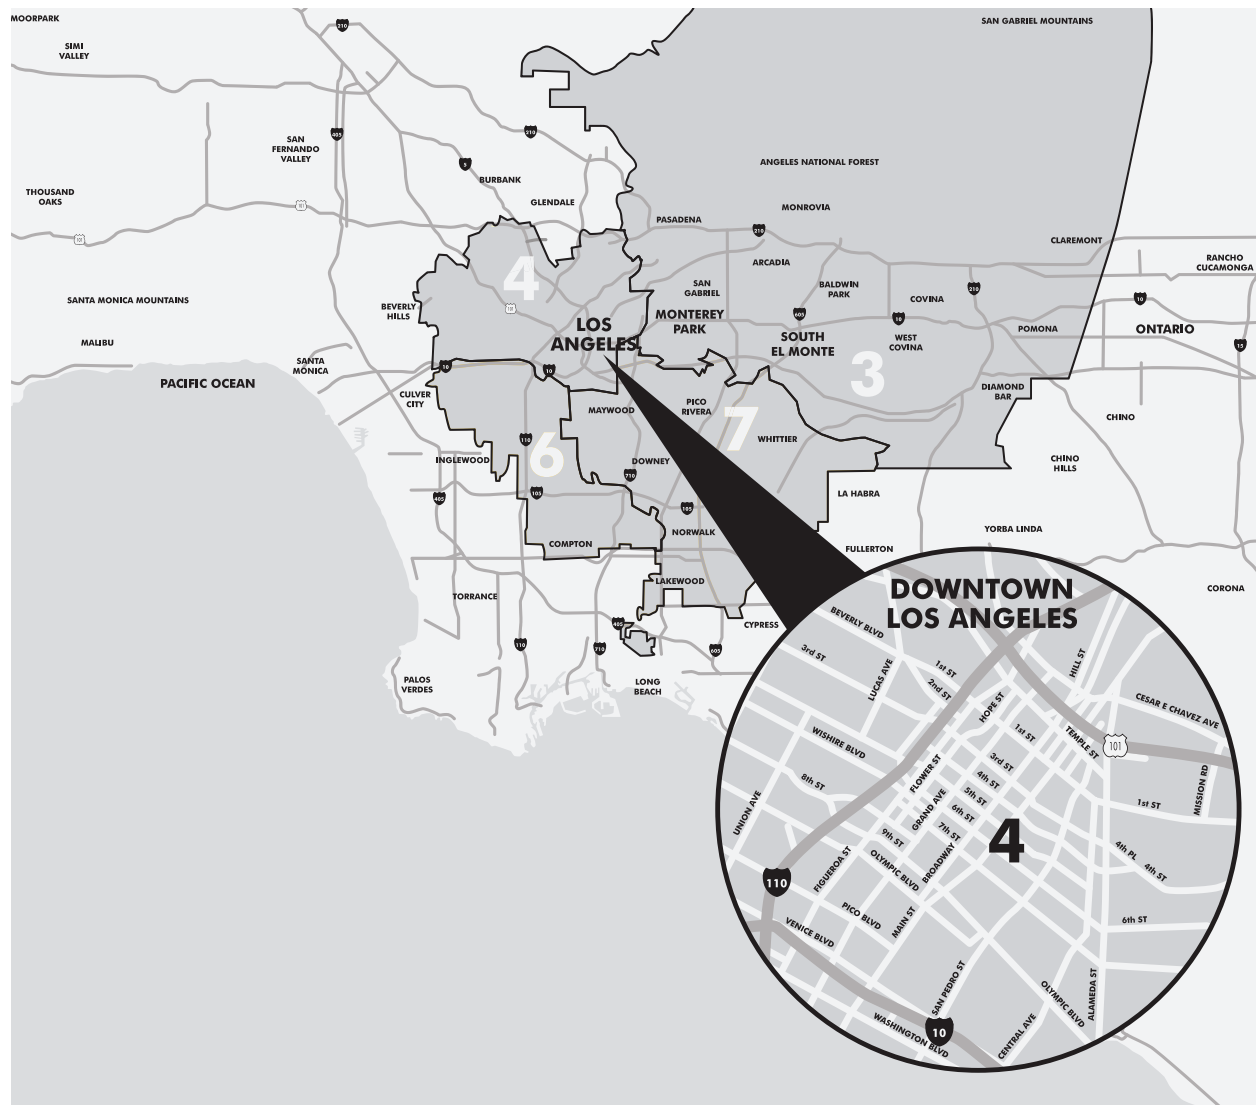 MOORPARK
210
SAN GABRIEL MOUNTAINS
SIMI
VALLEY
405
210
SAN
FERNANDO
VALLEY
5
BURBANK
ANGELES NATIONAL FOREST
THOUSAND
OAKS
101
GLENDALE
MONROVIA
PASADENA
210
101
CLAREMONT
RANCHO
CUCAMONGA
4
ARCADIA
SAN
GABRIEL
BALDWIN
PARK
210
10
SANTA MONICA MOUNTAINS
BEVERLY
HILLS
101
COVINA
LOS
ANGELES
MONTEREY
PARK
605
10
POMONA
ONTARIO
MALIBU
SOUTH
EL MONTE
WEST
COVINA
15
SANTA
MONICA
10
10
3
PACIFIC OCEAN
CULVER
CITY
MAYWOOD
PICO
RIVERA
DIAMOND
BAR
7
CHINO
110
WHITTIER
INGLEWOOD
6
DOWNEY
CHINO
HILLS
710
405
105
LA HABRA
105
NORWALK
YORBA LINDA
COMPTON
FULLERTON
LAKEWOOD
TORRANCE
CORONA
405
CYPRESS
110
710
605
PALOS
VERDES
LONG
BEACH
DOWNTOWN
LOS ANGELES
BEVERLY BLVD
3rd ST
LUCAS AVE
1st ST
2nd ST
HILL ST
HOPE ST
CESAR E CHAVEZ AVE
1st ST
TEMPLE ST
101
WISHIRE BLVD
3rd ST
FLOWER ST
4th ST
8th ST
5th ST
MISSION RD
UNION AVE
GRAND AVE
6th ST
1st ST
7th ST
9th ST
4
4th PL
4th ST
BROADWAY
FIGUEROA ST
OLYMPIC BLVD
110
PICO BLVD
MAIN ST
6th ST
VENICE BLVD
SAN PEDRO ST
OLYMPIC BLVD
ALAMEDA ST
10
WASHINGTON BLVD
CENTRAL AVE